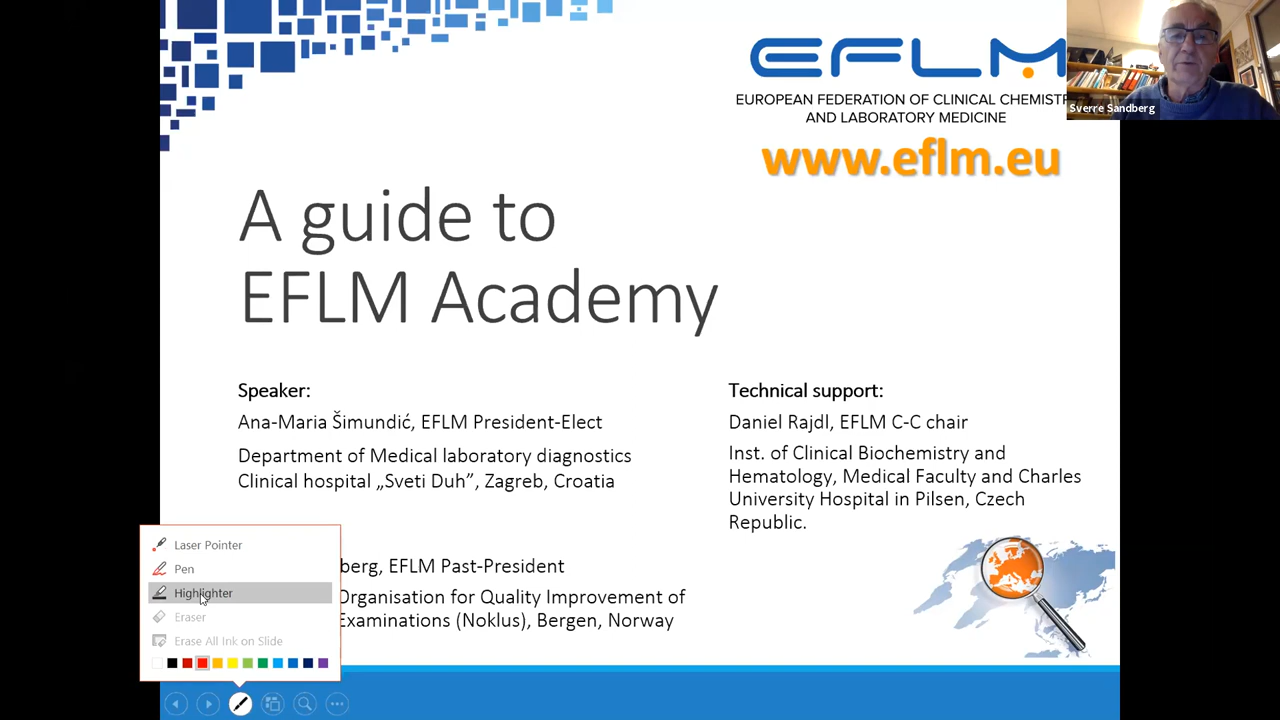 EFLM
EUROPEAN FEDERATION OF CLINICAL
AND LABORATORY MEDICINE
www.eflm.eu
Sverre Sandberg
A guide to
EFLM Academy
Speaker:
Ana-Maria Šimundić, EFLM President-Elect
Department of Medical laboratory diagnostics
Clinical hospital „Sveti Duh”, Zagreb, Croatia
Technical support:
Daniel Rajdl, EFLM C-C chair
Inst. of Clinical Biochemistry and
Hematology, Medical Faculty and Charles
University Hospital in Pilsen, Czech
Republic.
berg, EFLM Past-President
Organisation for Quality Improvement of
Examinations (Noklus), Bergen, Norway
Laser Pointer
Pen
Highlighter
Eraser
Erase All Ink on Slide